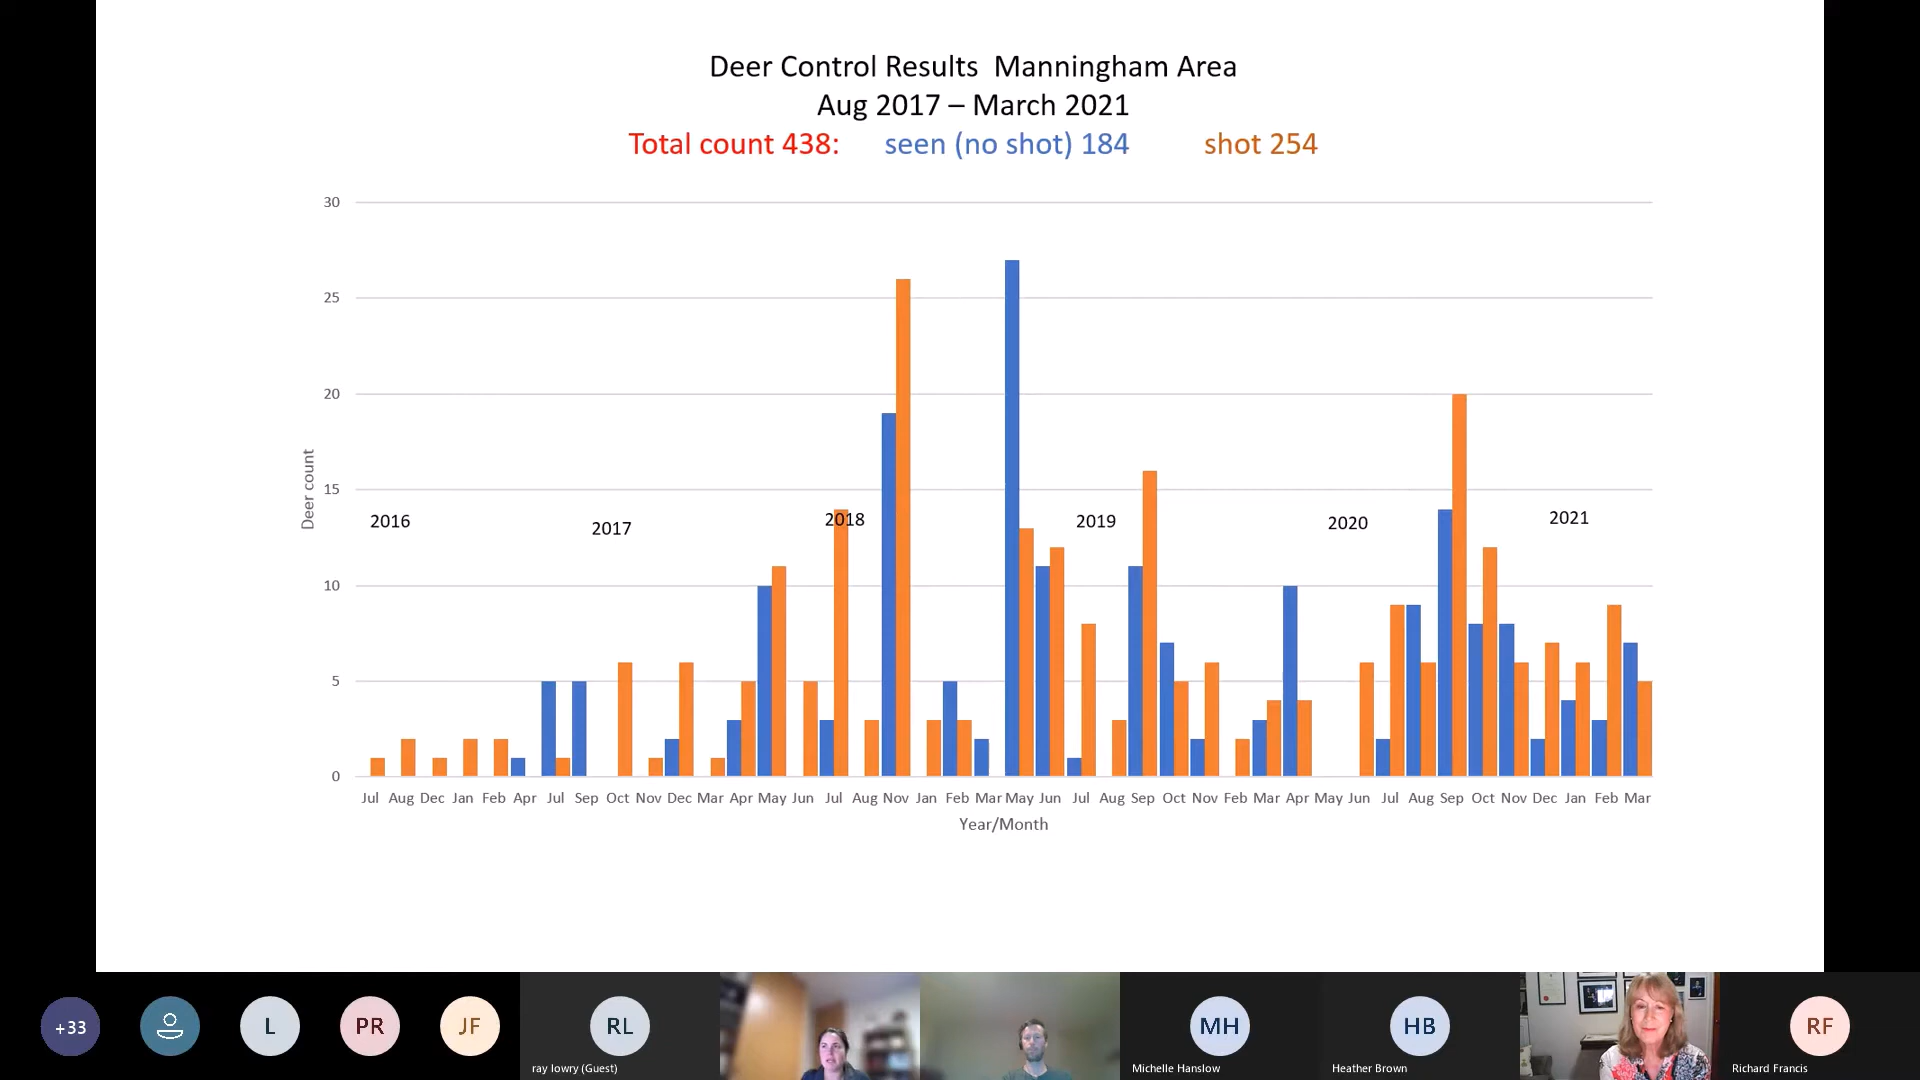 Deer Control Results  Manningham Area
Aug 2017 – March 2021
Total count 438: seen (no shot) 184 shot 254
30
25
20
15
10
5
0
Deer count
2016
2017
2018
2019
2020
2021
Jul Aug Dec Jan Feb Apr Jul Sep Oct Nov Dec Mar Apr May Jun Jul Aug Nov Jan Feb Mar May Jun Jul Aug Sep Oct Nov Feb Mar Apr May Jun Jul Aug Sep Oct Nov Dec Jan Feb Mar
Year/Month
+33
L
PR
JF
RL
ray lowry (Guest)
MH
Michelle Hanslow
HB
Heather Brown
RF
Richard Francis